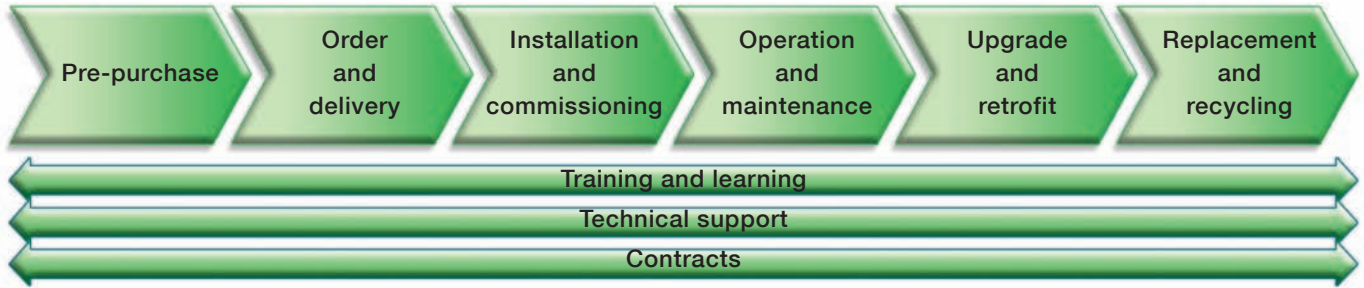 Pre-purchase
Order
and
delivery
Installation
and
commissioning
Operation
and
maintenance
Upgrade
and
retrofit
Replacement
and
recycling
Training and learning
Technical support
Contracts